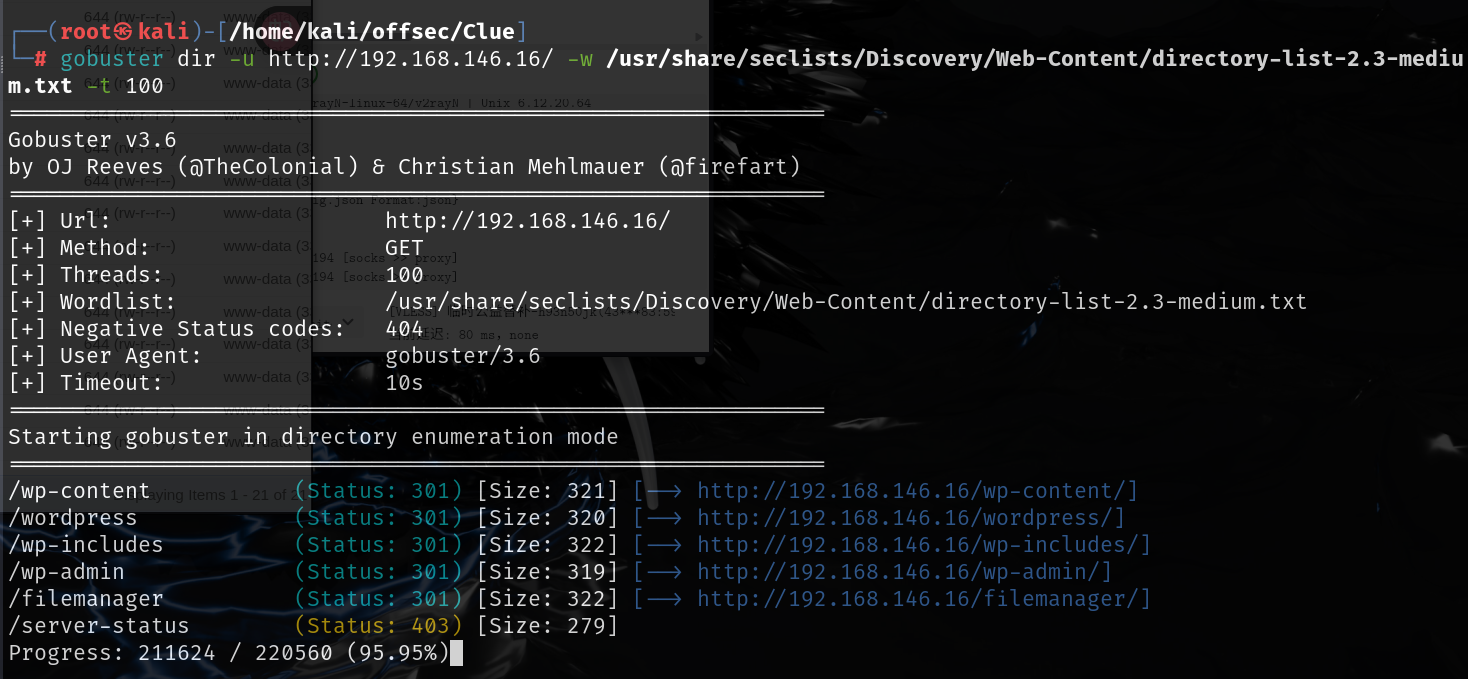 ┌──(root㉿kali)-[/home/kali/offsec/Clue]
└─# gobuster dir -u http://192.168.146.16/ -w /usr/share/seclists/Discovery/Web-Content/directory-list-2.3-mediu
m.txt -t 100
Gobuster v3.6
by OJ Reeves (@TheColonial) & Christian Mehlmauer (@firefart)
[+] Url: http://192.168.146.16/
[+] Method: GET
[+] Threads: 100
[+] Wordlist: /usr/share/seclists/Discovery/Web-Content/directory-list-2.3-medium.txt
[+] Negative Status codes: 404
[+] User Agent: gobuster/3.6
[+] Timeout: 10s
Starting gobuster in directory enumeration mode
/wp-content (Status: 301) [Size: 321] [--> http://192.168.146.16/wp-content/]
/wordpress (Status: 301) [Size: 320] [--> http://192.168.146.16/wordpress/]
/wp-includes (Status: 301) [Size: 322] [--> http://192.168.146.16/wp-includes/]
/wp-admin (Status: 301) [Size: 319] [--> http://192.168.146.16/wp-admin/]
/filemanager (Status: 301) [Size: 322] [--> http://192.168.146.16/filemanager/]
/server-status (Status: 403) [Size: 279]
Progress: 211624 / 220560 (95.95%)